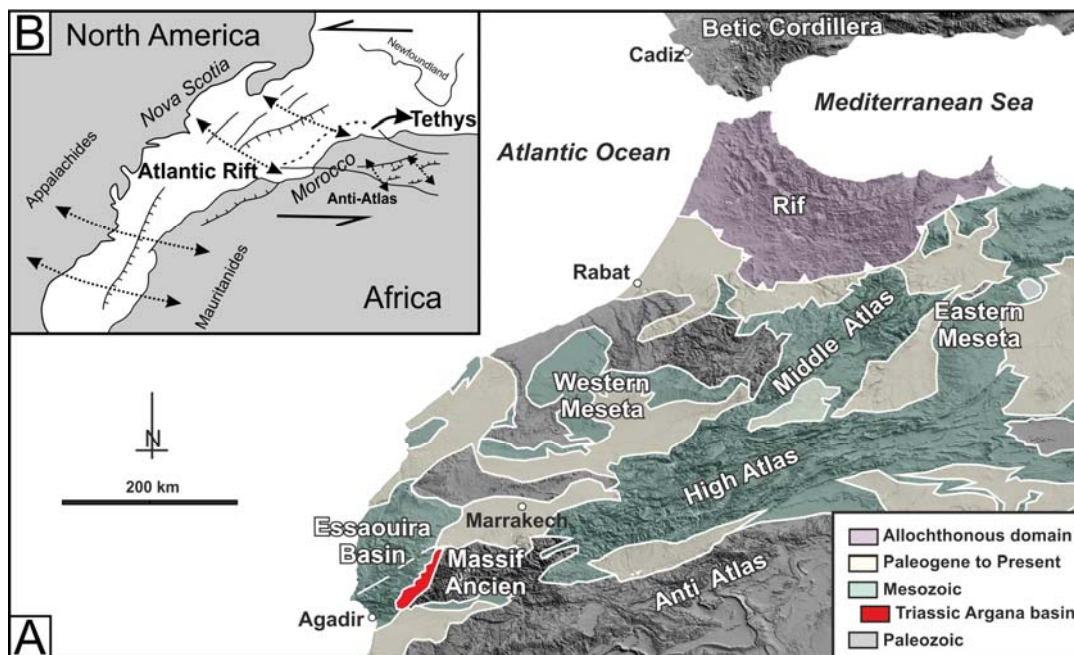 B
North America
Nova Scotia
Newfoundland
Tethys
Atlantic Rift
Morocco
Anti-Atlas
Appalachides
Mauritanides
Africa
Betic Cordillera
Cadiz
Mediterranean Sea
Atlantic Ocean
Rif
Rabat
Middle Atlas
Eastern
Meseta
Western
Meseta
N
200 km
High Atlas
Marrakech
Essaouira
Basin
Massif
Ancien
Anti Atlas
Agadir
A
Allochthonous domain
Paleogene to Present
Mesozoic
Triassic Argana basin
Paleozoic